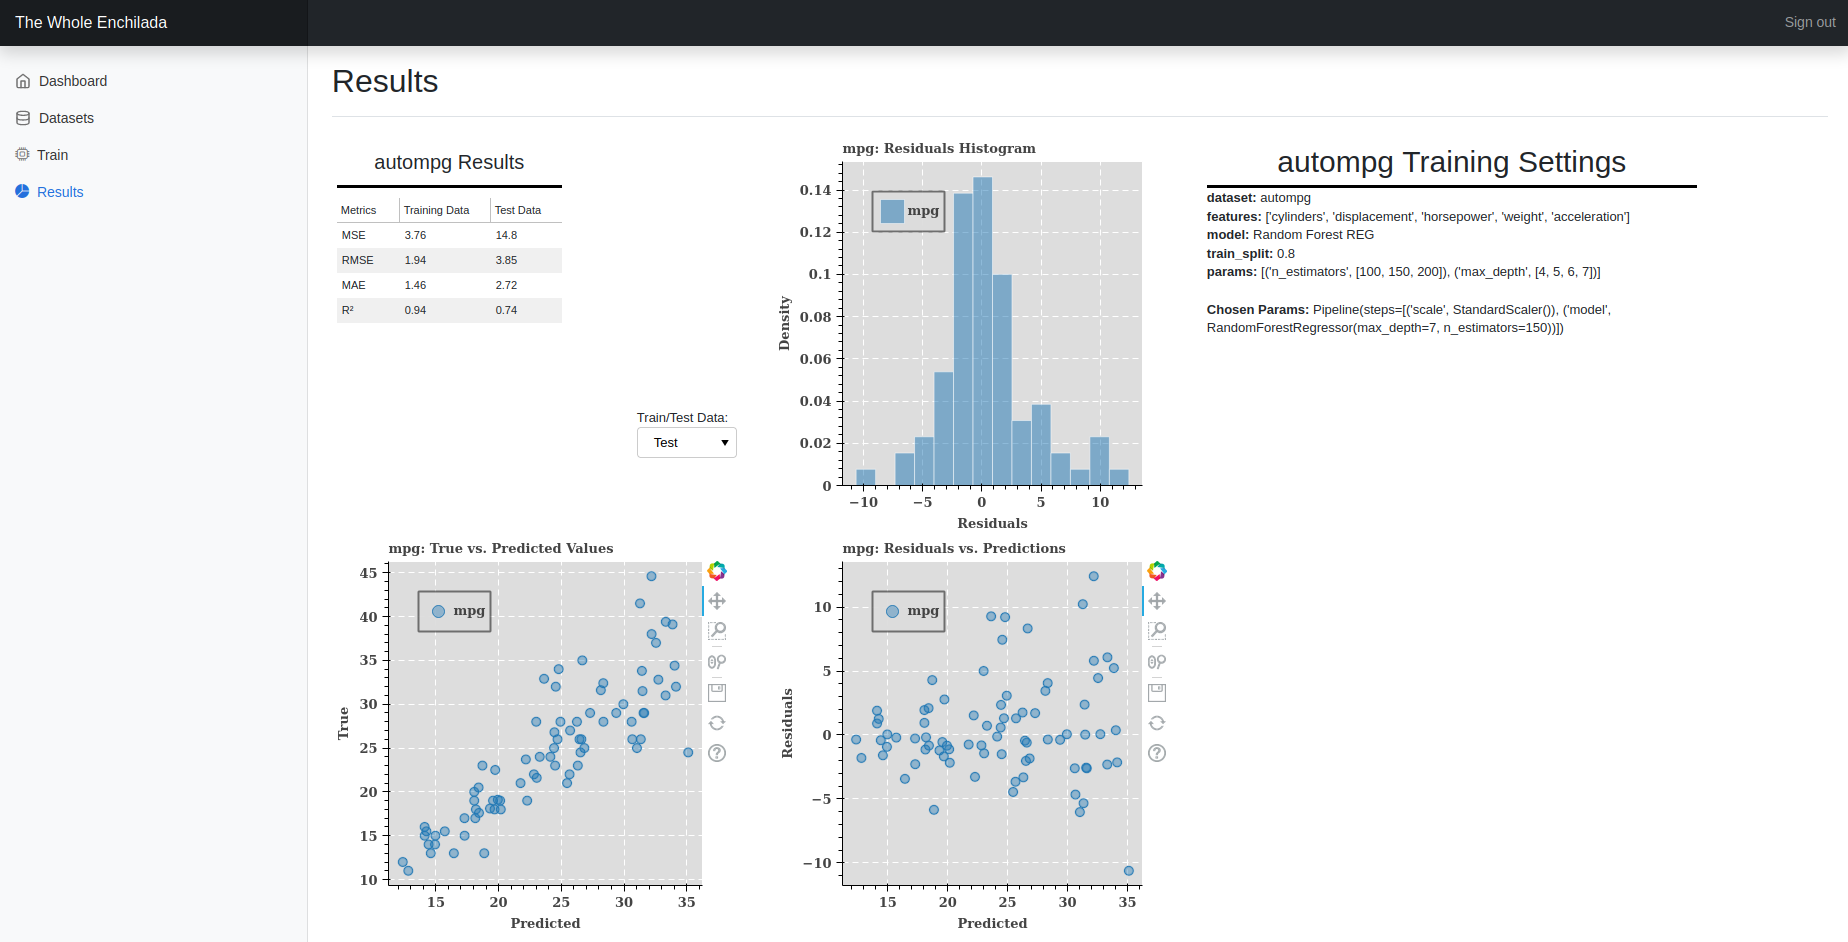 The Whole Enchilada
Sign out
Dashboard
Datasets
Train
Results
Results
autompg Results
Metrics Training Data Test Data
MSE 3.76 14.8
RMSE 1.94 3.85
MAE 1.46 2.72
R² 0.94 0.74
Train/Test Data:
Test
mpg: Residuals Histogram
mpg
0.14
0.12
0.1
0.08
0.06
0.04
0.02
0
Density
−10 −5 0 5 10
Residuals
autompg Training Settings
dataset: autompg
features: ['cylinders', 'displacement', 'horsepower', 'weight', 'acceleration']
model: Random Forest REG
train_split: 0.8
params: [('n_estimators', [100, 150, 200]), ('max_depth', [4, 5, 6, 7])]
Chosen Params: Pipeline(steps=[('scale', StandardScaler()), ('model',
RandomForestRegressor(max_depth=7, n_estimators=150))])
mpg: True vs. Predicted Values
mpg
45
40
35
30
25
20
15
10
True
15 20 25 30 35
Predicted
mpg: Residuals vs. Predictions
mpg
10
5
0
−5
−10
Residuals
15 20 25 30 35
Predicted